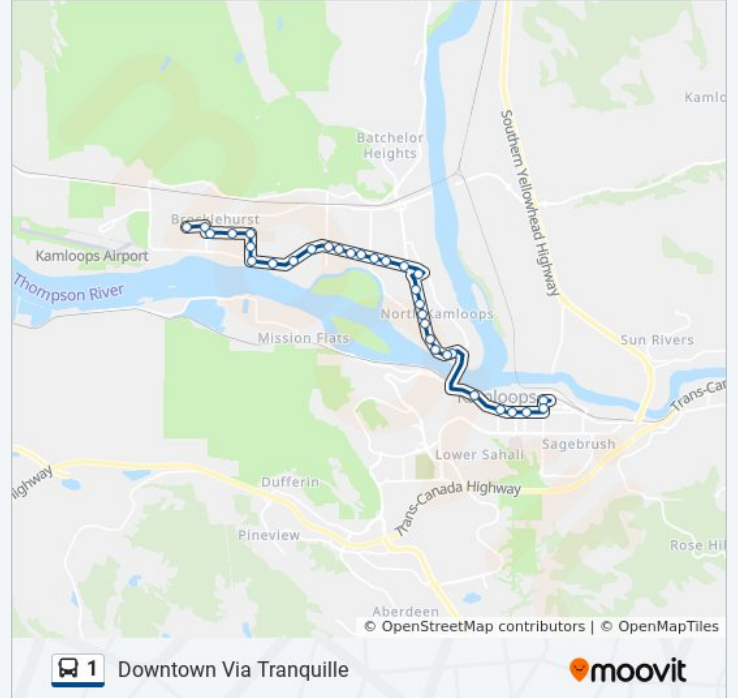 Kamlo
Batchelor
Heights
Southern Yellowhead Highway
Brocklehurst
Kamloops Airport
Thompson River
North Kamloops
Mission Flats
Sun Rivers
Kamloops
Trans-Can
Sagebrush
Lower Sahali
highway
Dufferin
Trans-Canada Highway
Pineview
Rose Hil
Aberdeen
© OpenStreetMap contributors | © OpenMapTiles
1 Downtown Via Tranquille
moovit